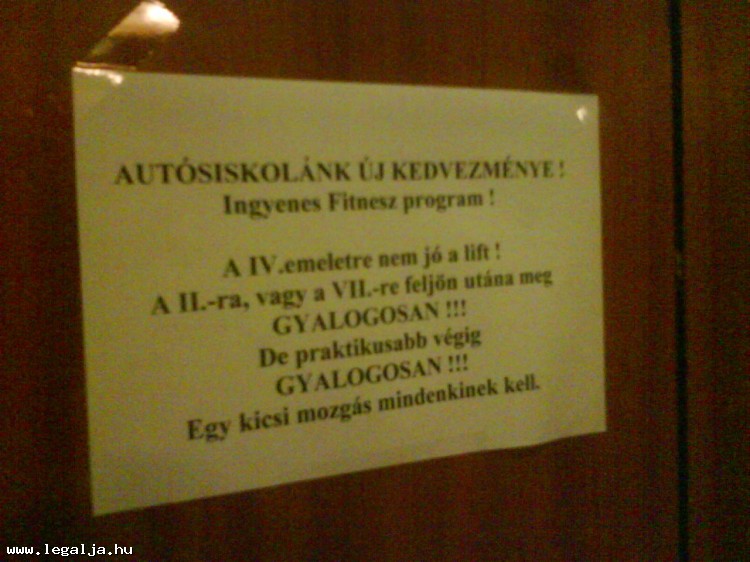 AUTÓSISKOLÁNK ÚJ KEDVEZMÉNYE !
Ingyenes Fitnesz program !
A IV.emeletre nem jó a lift !
A II.-ra, vagy a VII.-re feljön utána meg
GYALOGOSAN !!!
De praktikusabb végig
GYALOGOSAN !!!
Egy kicsi mozgás mindenkinek kell.
www.legalja.hu